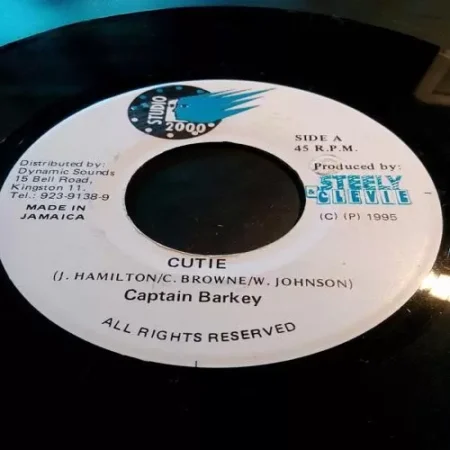 STUDIO
2000
SIDE A
45 R.P.M.
Distributed by:
Dynamic Sounds
15 Bell Road,
Kingston 11.
Tel.: 923-9138-9
MADE IN
JAMAICA
Produced by:
STEELY
& CLEVIE
(C) (P) 1995
CUTIE
(J. HAMILTON/C. BROWNE/W. JOHNSON)
Captain Barkey
ALL RIGHTS RESERVED